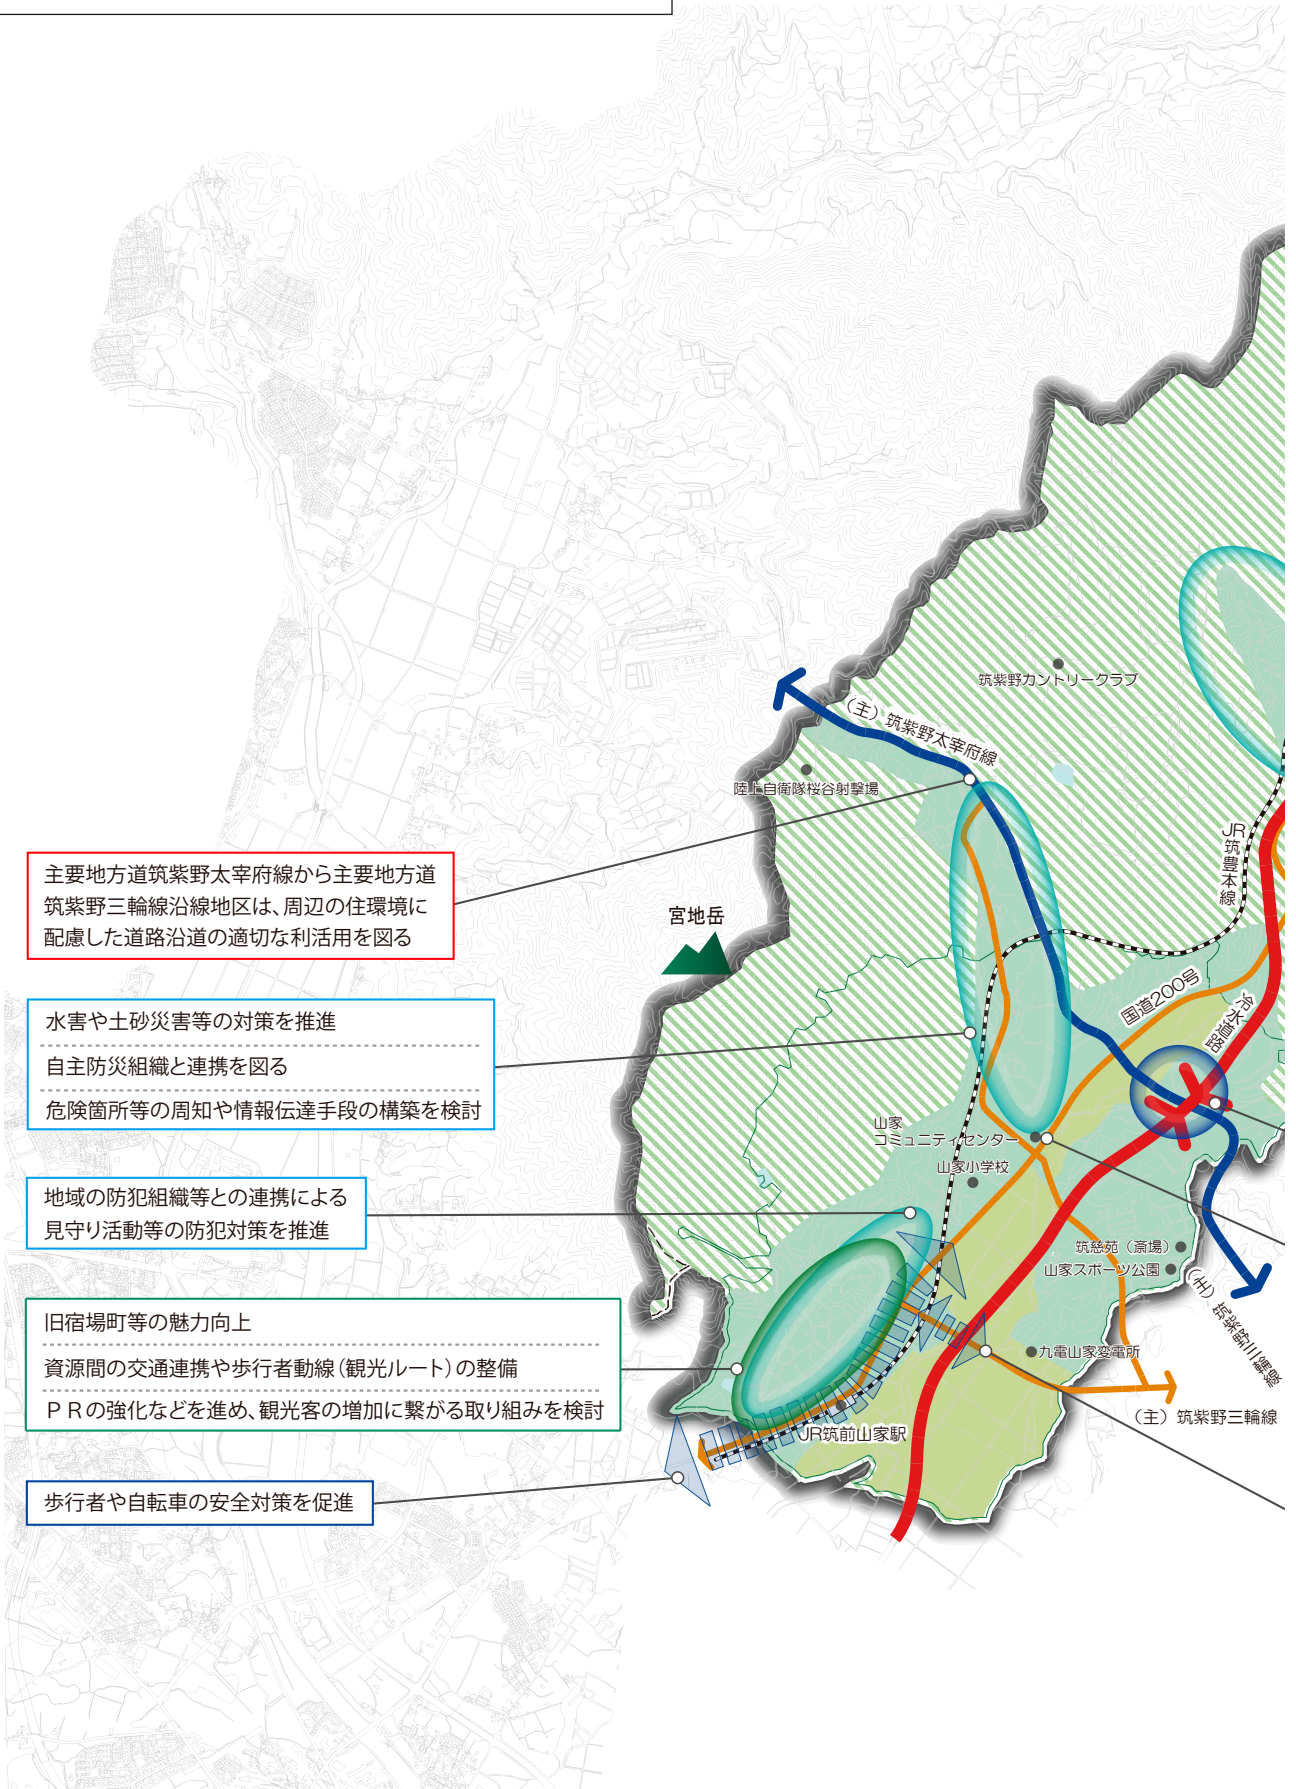 筑紫野カントリークラブ
（主）筑紫野太宰府線
陸上自衛隊桜谷射撃場
JR筑豊本線
主要地方道筑紫野太宰府線から主要地方道
筑紫野三輪線沿線地区は、周辺の住環境に
配慮した道路沿道の適切な利活用を図る
宮地岳
国道200号
冷水道路
水害や土砂災害等の対策を推進
自主防災組織と連携を図る
危険箇所等の周知や情報伝達手段の構築を検討
山家
コミュニティセンター
山家小学校
地域の防犯組織等との連携による
見守り活動等の防犯対策を推進
筑慈苑（斎場）
山家スポーツ公園
（主）筑紫野三輪線
旧宿場町等の魅力向上
資源間の交通連携や歩行者動線（観光ルート）の整備
ＰＲの強化などを進め、観光客の増加に繋がる取り組みを検討
九電山家変電所
（主）筑紫野三輪線
JR筑前山家駅
歩行者や自転車の安全対策を促進